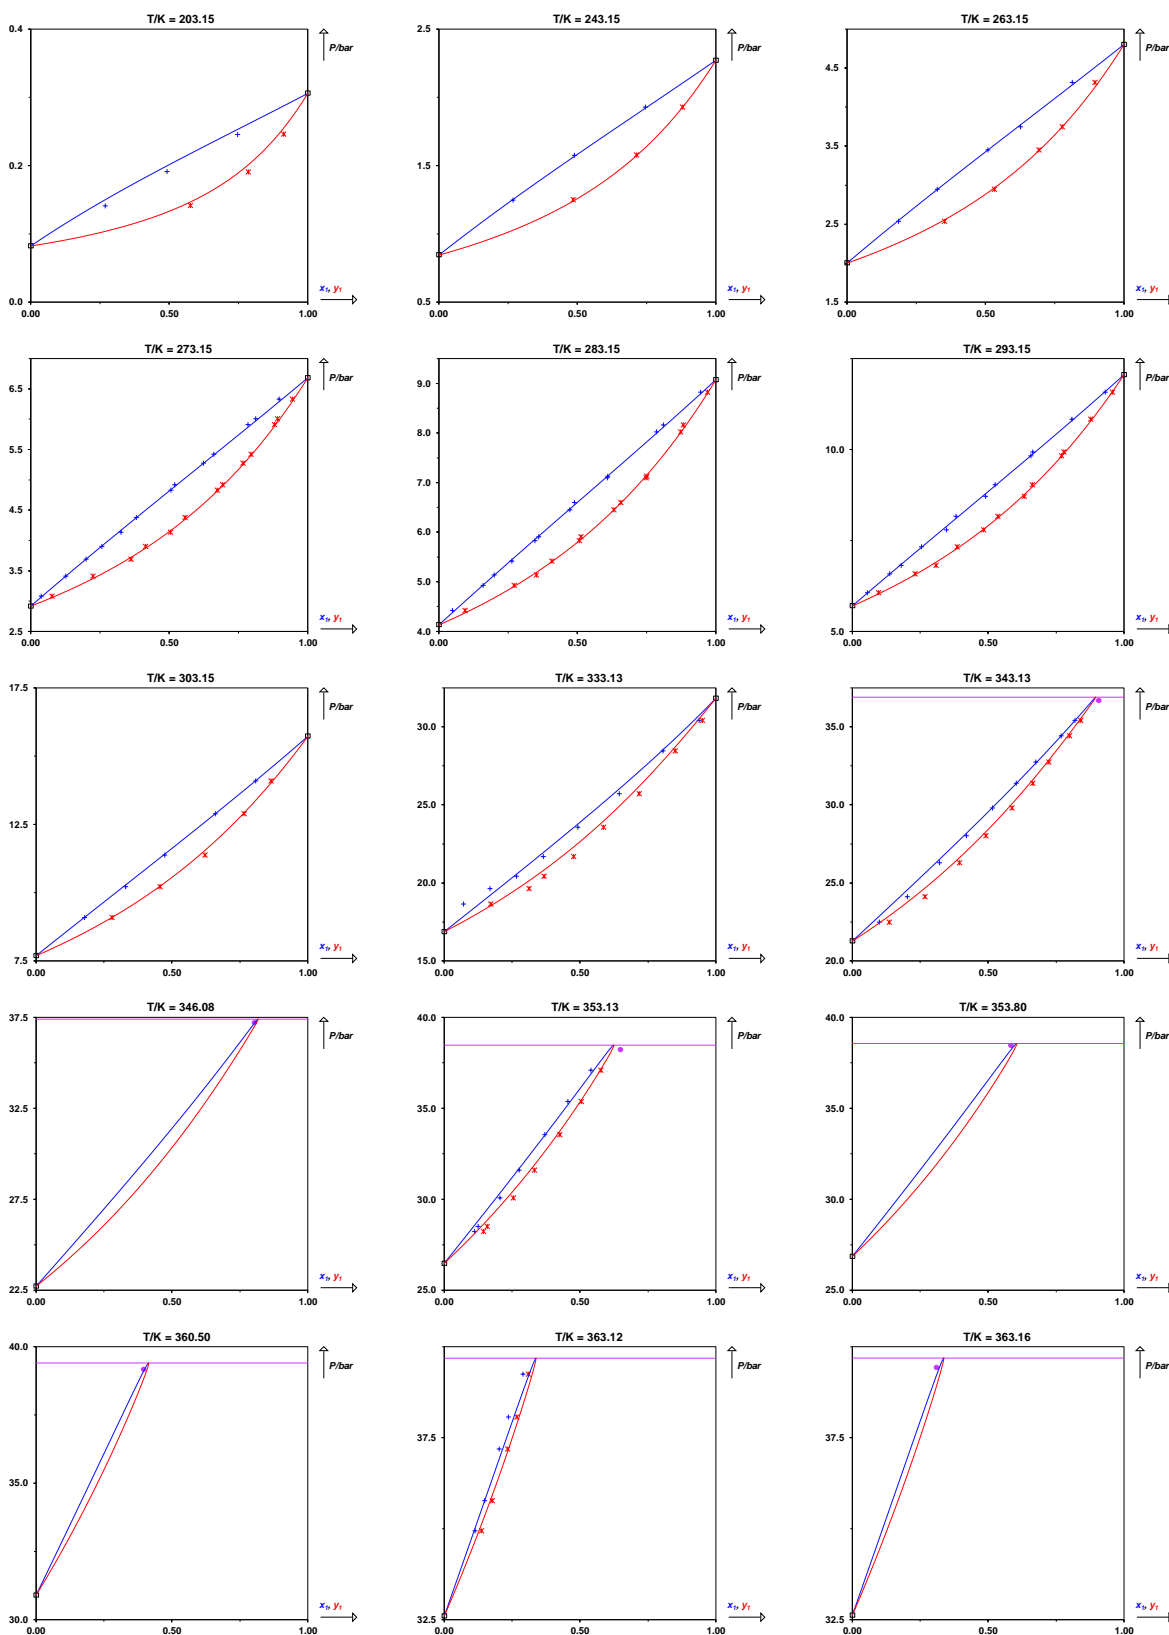 T/K = 203.15
T/K = 243.15
T/K = 263.15
0.4
0.2
0.0
0.00 0.50 1.00
P/bar
x₁, y₁
2.5
1.5
0.5
0.00 0.50 1.00
P/bar
x₁, y₁
4.5
3.5
2.5
1.5
0.00 0.50 1.00
P/bar
x₁, y₁
T/K = 273.15
T/K = 283.15
T/K = 293.15
6.5
5.5
4.5
3.5
2.5
0.00 0.50 1.00
P/bar
x₁, y₁
9.0
8.0
7.0
6.0
5.0
4.0
0.00 0.50 1.00
P/bar
x₁, y₁
10.0
5.0
0.00 0.50 1.00
P/bar
x₁, y₁
T/K = 303.15
T/K = 333.13
T/K = 343.13
17.5
12.5
7.5
0.00 0.50 1.00
P/bar
x₁, y₁
30.0
25.0
20.0
15.0
0.00 0.50 1.00
P/bar
x₁, y₁
35.0
30.0
25.0
20.0
0.00 0.50 1.00
P/bar
x₁, y₁
T/K = 346.08
T/K = 353.13
T/K = 353.80
37.5
32.5
27.5
22.5
0.00 0.50 1.00
P/bar
x₁, y₁
40.0
35.0
30.0
25.0
0.00 0.50 1.00
P/bar
x₁, y₁
40.0
35.0
30.0
25.0
0.00 0.50 1.00
P/bar
x₁, y₁
T/K = 360.50
T/K = 363.12
T/K = 363.16
40.0
35.0
30.0
0.00 0.50 1.00
P/bar
x₁, y₁
37.5
32.5
0.00 0.50 1.00
P/bar
x₁, y₁
37.5
32.5
0.00 0.50 1.00
P/bar
x₁, y₁